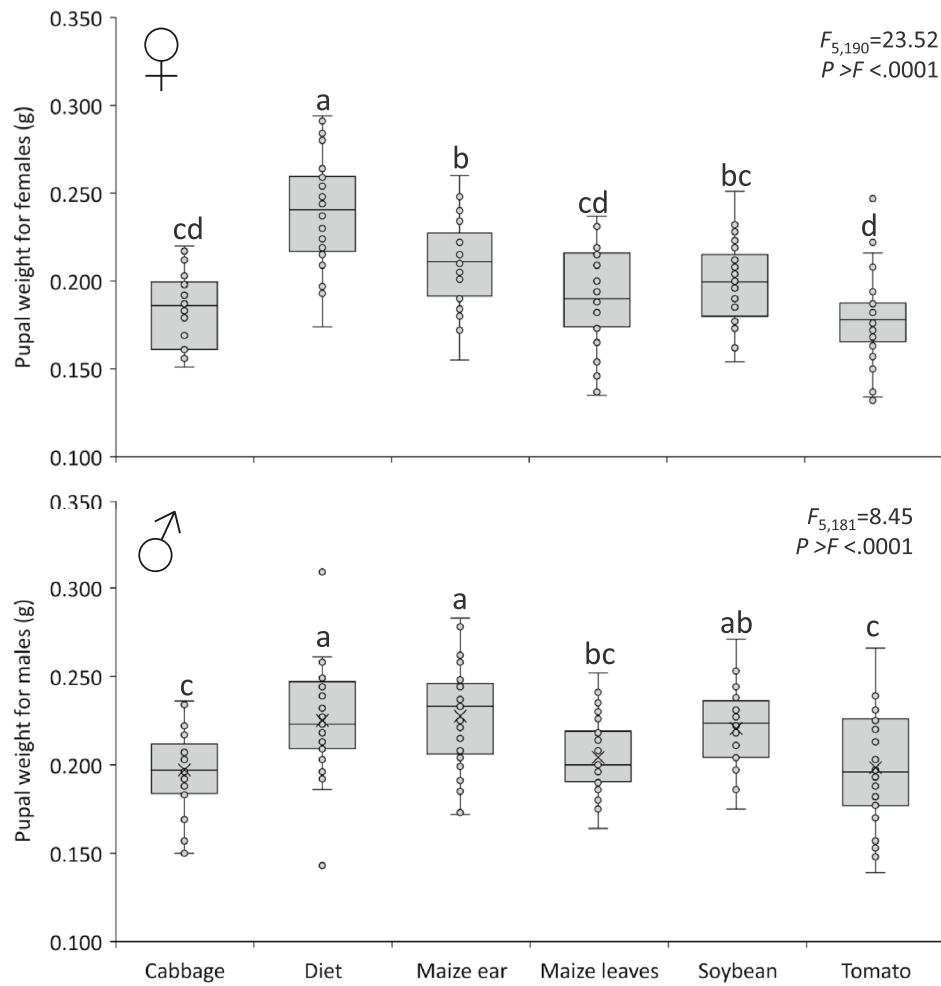 0.350
F5,190=23.52
P >F <.0001
0.300
0.250
0.200
0.150
0.100
Pupal weight for females (g)
cd
a
b
cd
bc
d
0.350
F5,181=8.45
P >F <.0001
0.300
0.250
0.200
0.150
0.100
Pupal weight for males (g)
c
a
a
bc
ab
c
Cabbage
Diet
Maize ear
Maize leaves
Soybean
Tomato